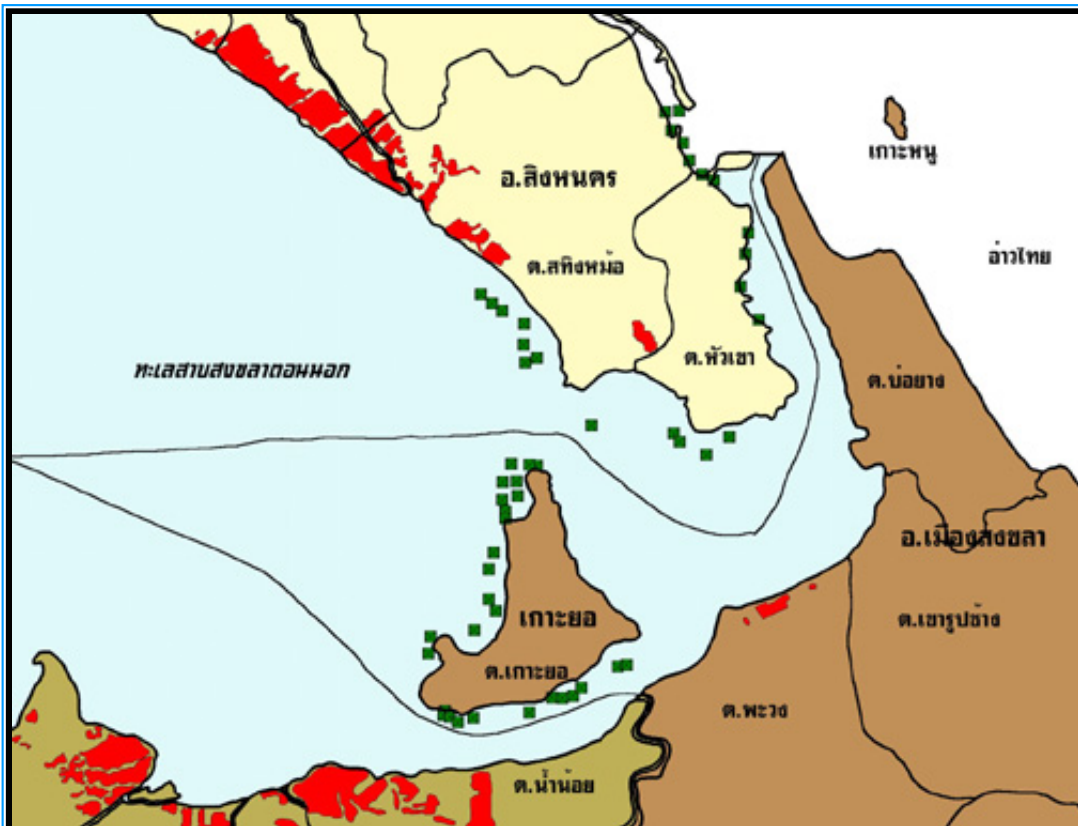 เกาะหนู
อ.สิงหนคร
อ่าวไทย
ต.สทิงหม้อ
ต.หัวเขา
ทะเลสาบสงขลาตอนนอก
ต.บ่อยาง
อ.เมืองสงขลา
เกาะยอ
ต.เขารูปช้าง
ต.เกาะยอ
ต.พะวง
ต.น้ำน้อย